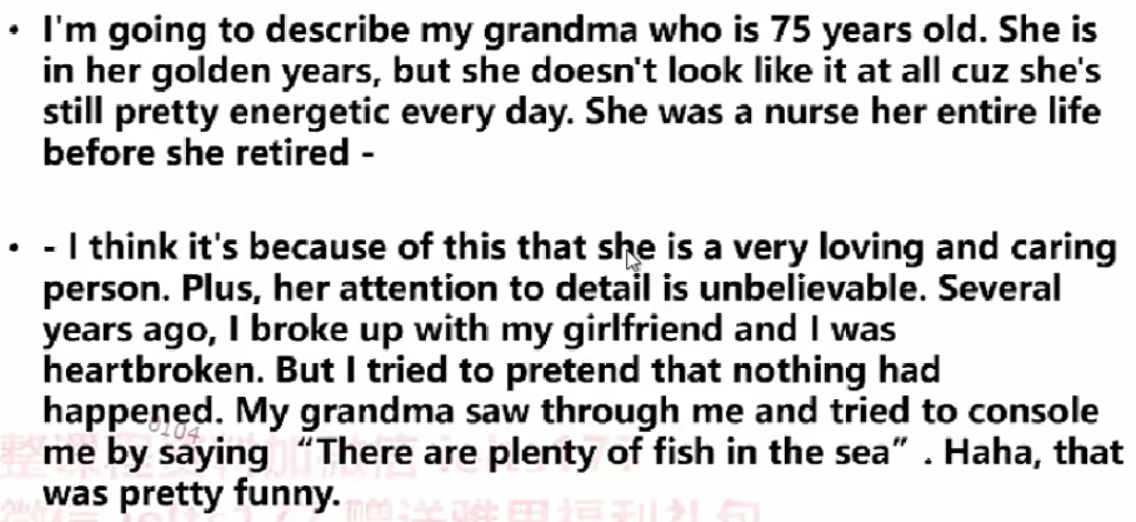 • I'm going to describe my grandma who is 75 years old. She is
in her golden years, but she doesn't look like it at all cuz she's
still pretty energetic every day. She was a nurse her entire life
before she retired -
• - I think it's because of this that she is a very loving and caring
person. Plus, her attention to detail is unbelievable. Several
years ago, I broke up with my girlfriend and I was
heartbroken. But I tried to pretend that nothing had
happened. My grandma saw through me and tried to console
0104
me by saying “There are plenty of fish in the sea” . Haha, that
was pretty funny.